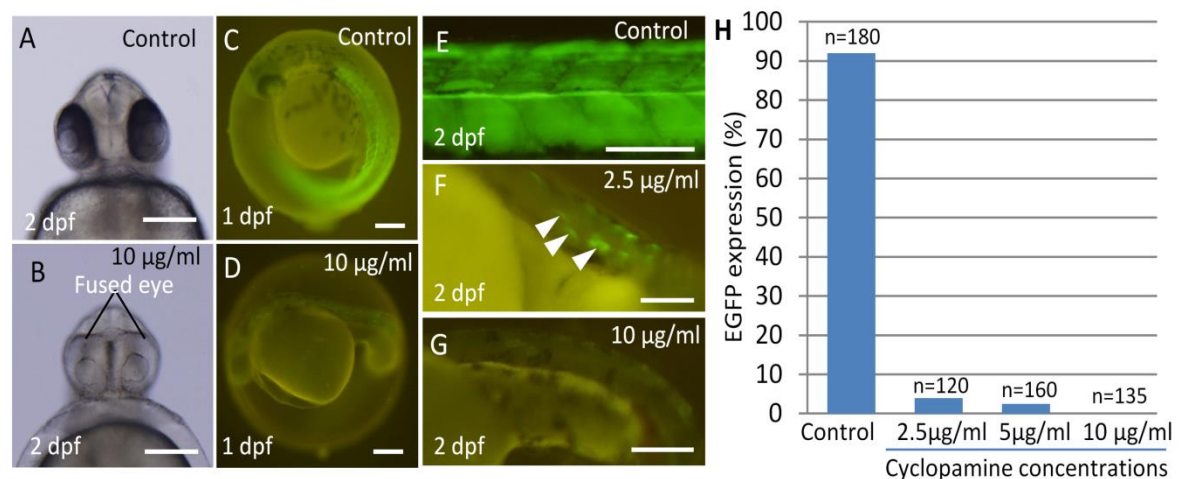 A
Control
2 dpf
B
10 µg/ml
Fused eye
2 dpf
C
Control
1 dpf
D
10 µg/ml
1 dpf
E
Control
2 dpf
F
2.5 µg/ml
2 dpf
G
10 µg/ml
2 dpf
H
EGFP expression (%)
100
90
80
70
60
50
40
30
20
10
0
n=180
n=120
n=160
n=135
Control
2.5µg/ml
5µg/ml
10 µg/ml
Cyclopamine concentrations